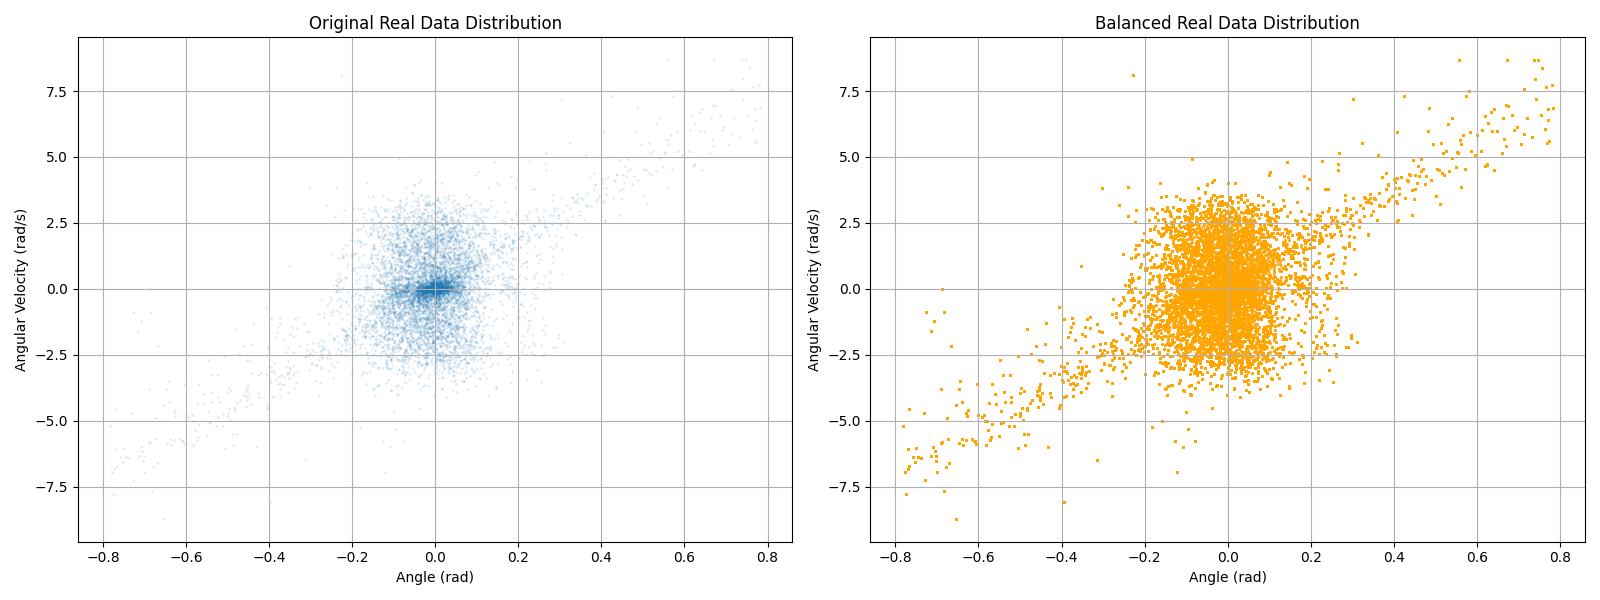 Original Real Data Distribution
7.5
5.0
2.5
0.0
−2.5
−5.0
−7.5
Angular Velocity (rad/s)
−0.8 −0.6 −0.4 −0.2 0.0 0.2 0.4 0.6 0.8
Angle (rad)
Balanced Real Data Distribution
7.5
5.0
2.5
0.0
−2.5
−5.0
−7.5
Angular Velocity (rad/s)
−0.8 −0.6 −0.4 −0.2 0.0 0.2 0.4 0.6 0.8
Angle (rad)